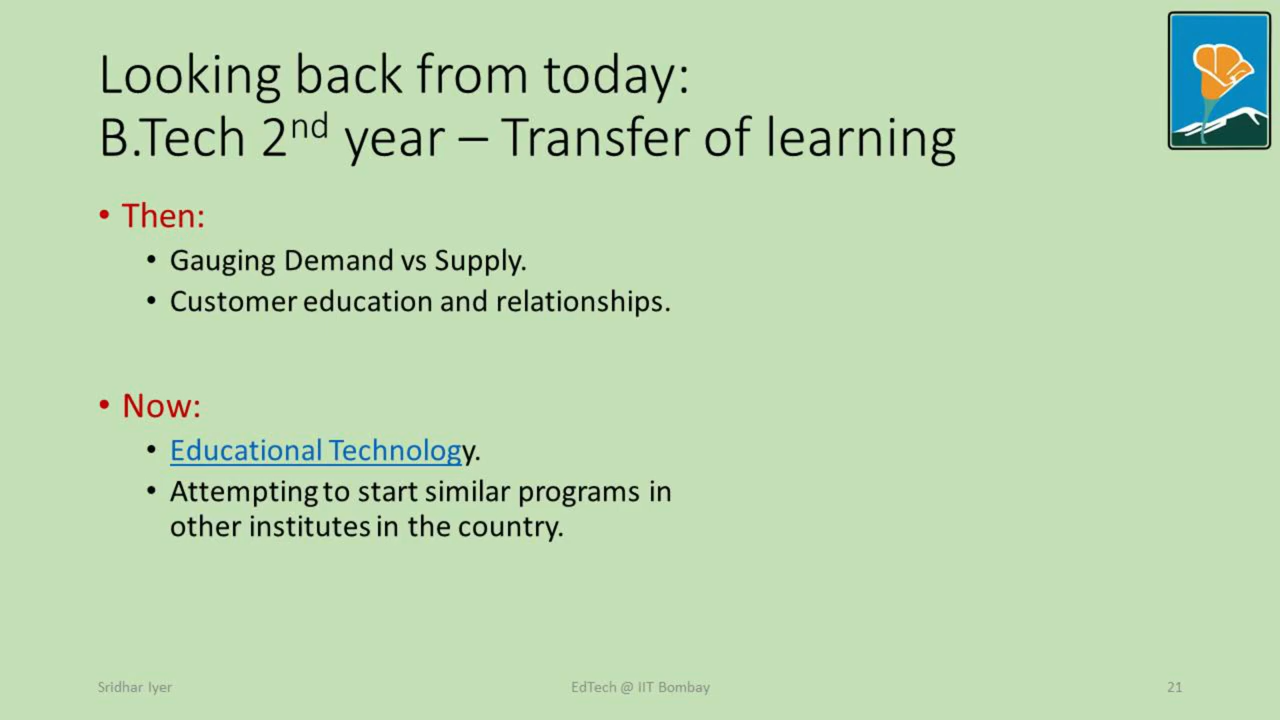 Looking back from today:
B.Tech 2nd year – Transfer of learning
• Then:
• Gauging Demand vs Supply.
• Customer education and relationships.
• Now:
• Educational Technology.
• Attempting to start similar programs in
other institutes in the country.
Sridhar Iyer
EdTech @ IIT Bombay
21